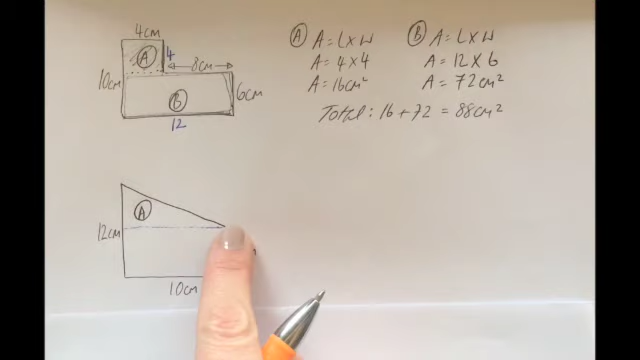 4cm
A
4
8cm
10cm
B
6cm
12
A A = L x W
A = 4 x 4
A = 16cm²
B A = L x W
A = 12 x 6
A = 72cm²
Total: 16 + 72 = 88cm²
A
12cm
10cm